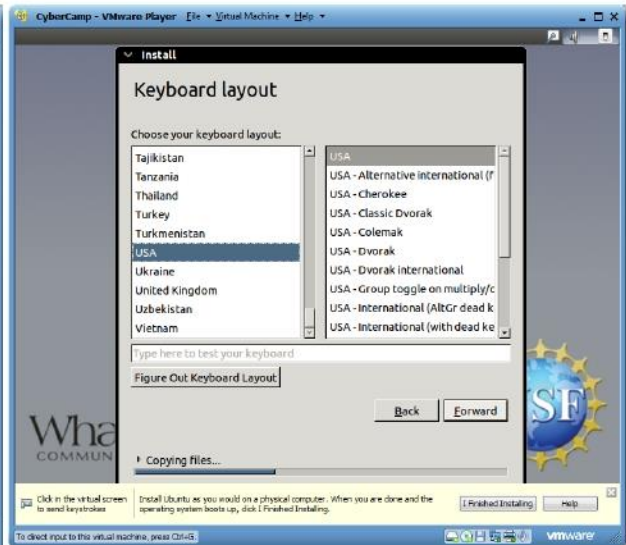 CyberCamp - VMware Player File Virtual Machine Help
Install
Keyboard layout
Choose your keyboard layout:
Tajikistan
Tanzania
Thailand
Turkey
Turkmenistan
USA
Ukraine
United Kingdom
Uzbekistan
Vietnam
USA
USA - Alternative international (f
USA - Cherokee
USA - Classic Dvorak
USA - Colemak
USA - Dvorak
USA - Dvorak international
USA - Group toggle on multiply/c
USA - International (AltGr dead k
USA - International (with dead ke
Type here to test your keyboard
Figure Out Keyboard Layout
Back Forward
Wha
COMMUN
SF
Copying files...
Click in the virtual screen
to send keystrokes
Install Ubuntu as you would on a physical computer. When you are done and the
operating system boots up, click I Finished Installing.
I Finished Installing Help
To direct input to this virtual machine, press Ctrl+G.
vmware